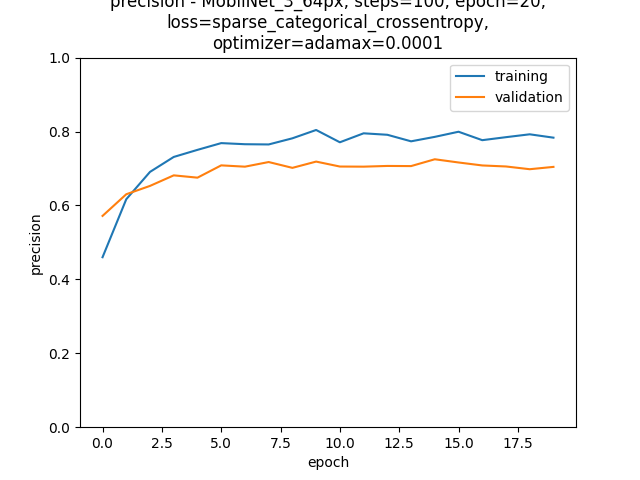 precision - MobilNet_3_64px, steps=100, epoch=20,
loss=sparse_categorical_crossentropy,
optimizer=adamax=0.0001
1.0
training
validation
0.8
0.6
precision
0.4
0.2
0.0
0.0 2.5 5.0 7.5 10.0 12.5 15.0 17.5
epoch